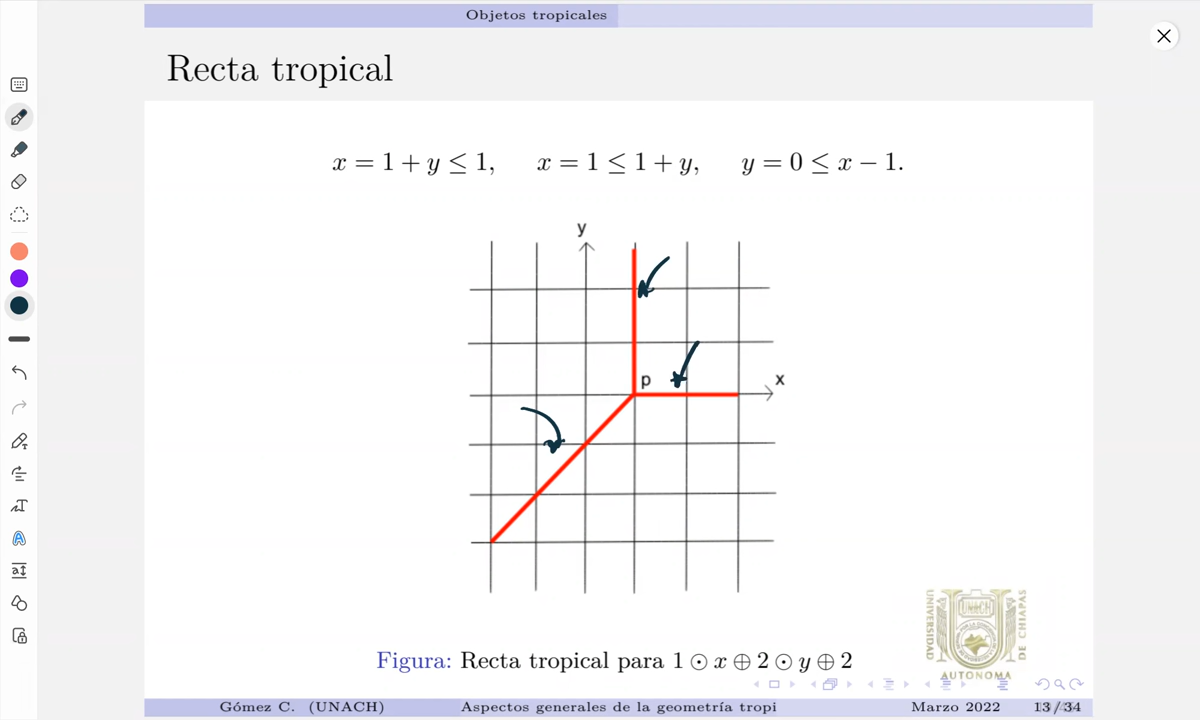 Objetos tropicales
Recta tropical
x = 1 + y ≤ 1, x = 1 ≤ 1 + y, y = 0 ≤ x − 1.
y
p
x
Figura: Recta tropical para 1 ⊙ x ⊕ 2 ⊙ y ⊕ 2
UNIVERSIDAD
UNACH
DE CHIAPAS
AUTONOMA
Gómez C. (UNACH) Aspectos generales de la geometría tropi Marzo 2022 13 / 34